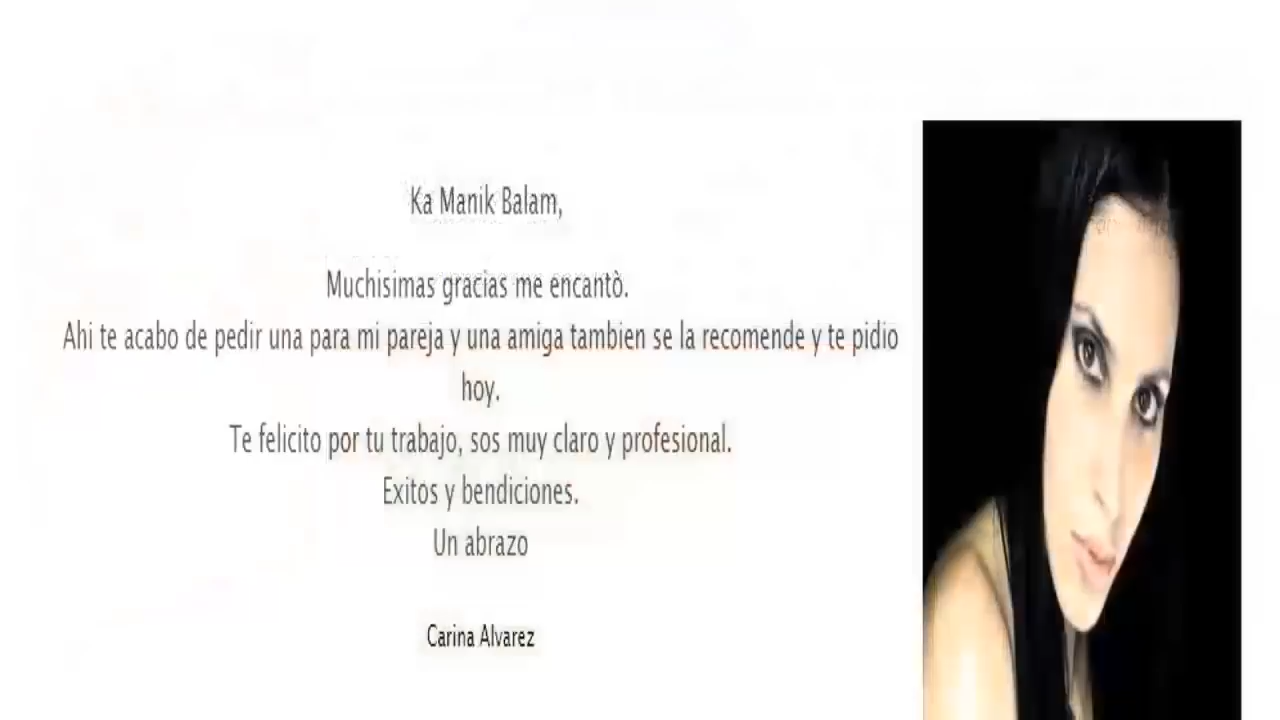 Ka Manik Balam,
Muchisimas gracias me encantò.
Ahi te acabo de pedir una para mi pareja y una amiga tambien se la recomende y te pidio
hoy.
Te felicito por tu trabajo, sos muy claro y profesional.
Exitos y bendiciones.
Un abrazo
Carina Alvarez